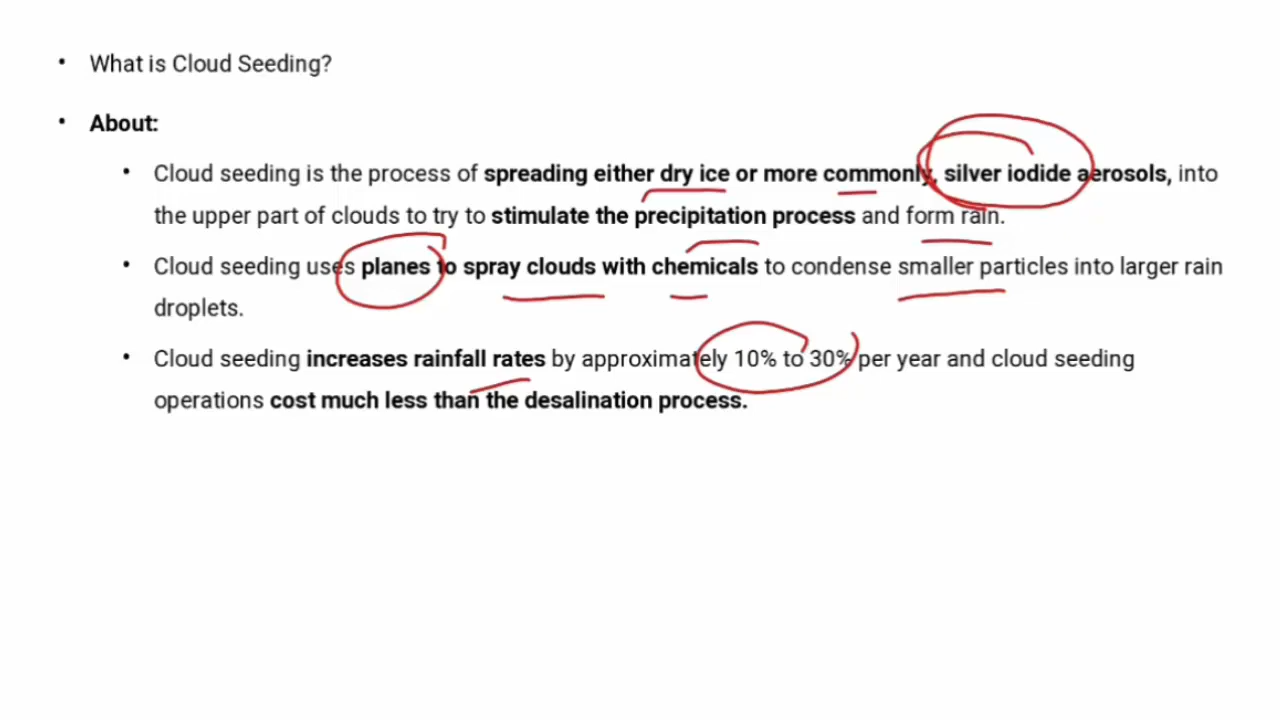 • What is Cloud Seeding?
• About:
• Cloud seeding is the process of spreading either dry ice or more commonly, silver iodide aerosols, into
the upper part of clouds to try to stimulate the precipitation process and form rain.
• Cloud seeding uses planes to spray clouds with chemicals to condense smaller particles into larger rain
droplets.
• Cloud seeding increases rainfall rates by approximately 10% to 30% per year and cloud seeding
operations cost much less than the desalination process.